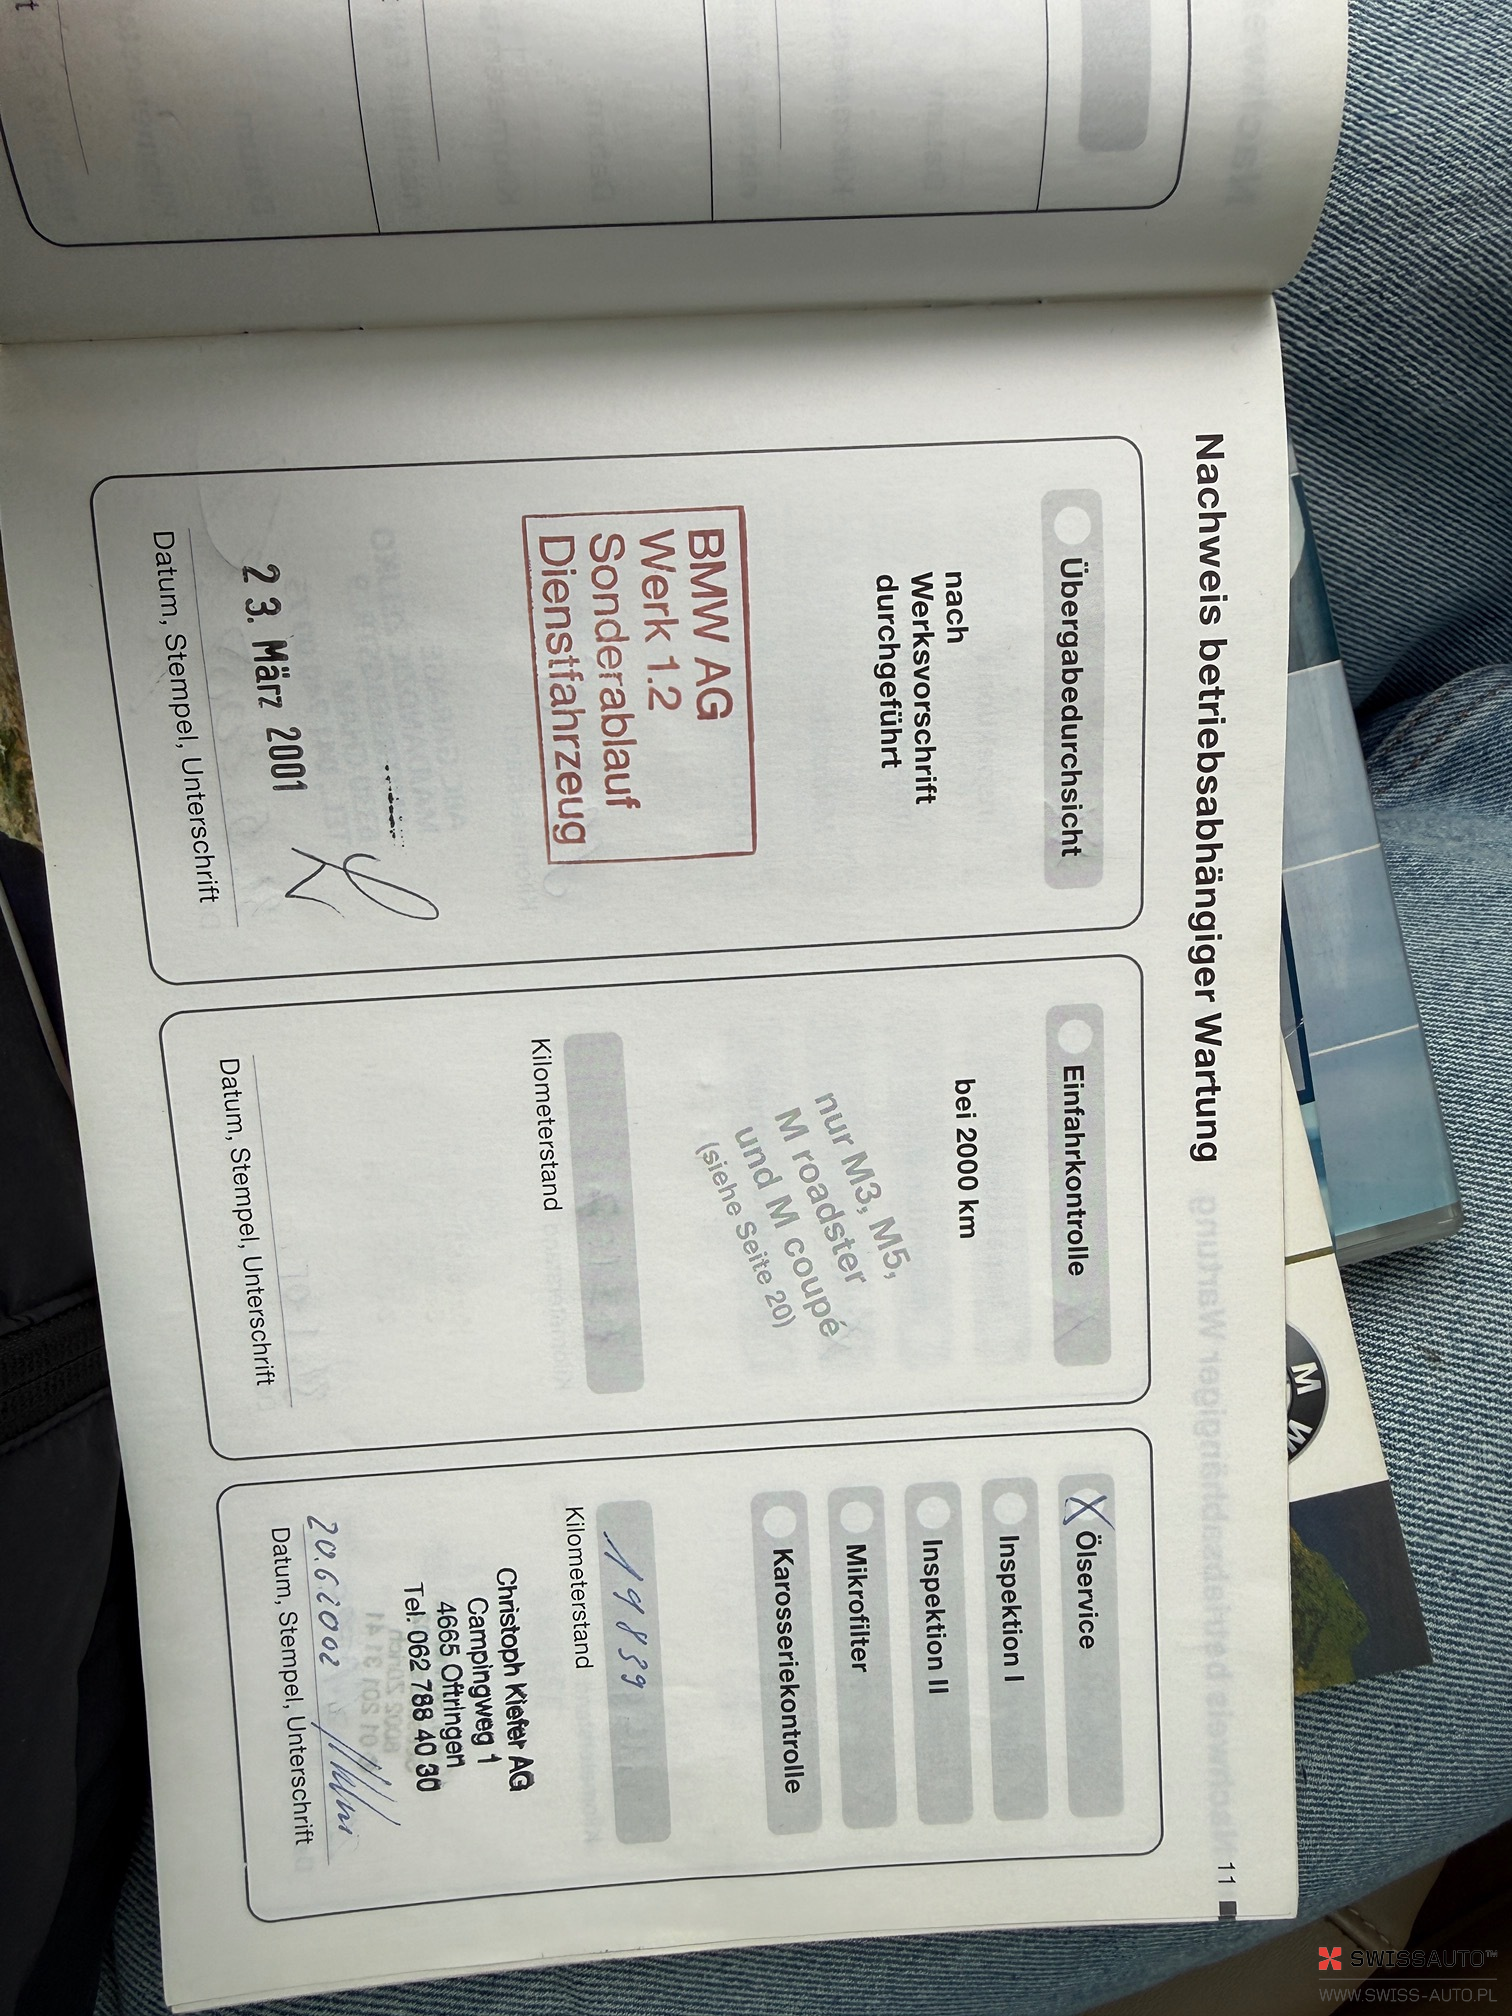 Nachweis betriebsabhängiger Wartung
11
Übergabedurchsicht
nach
Werksvorschrift
durchgeführt
BMW AG
Werk 1.2
Sonderablauf
Dienstfahrzeug
23. März 2001
Datum, Stempel, Unterschrift
Einfahrkontrolle
bei 2000 km
nur M3, M5,
M roadster
und M coupé
(siehe Seite 20)
Kilometerstand
Datum, Stempel, Unterschrift
X Ölservice
Inspektion I
Inspektion II
Mikrofilter
Karosseriekontrolle
19839
Kilometerstand
Christoph Kiefer AG
Campingweg 1
4665 Oftringen
Tel. 062 788 40 30
20.6.2002
Datum, Stempel, Unterschrift
M W
SWISSAUTO™
WWW.SWISS-AUTO.PL